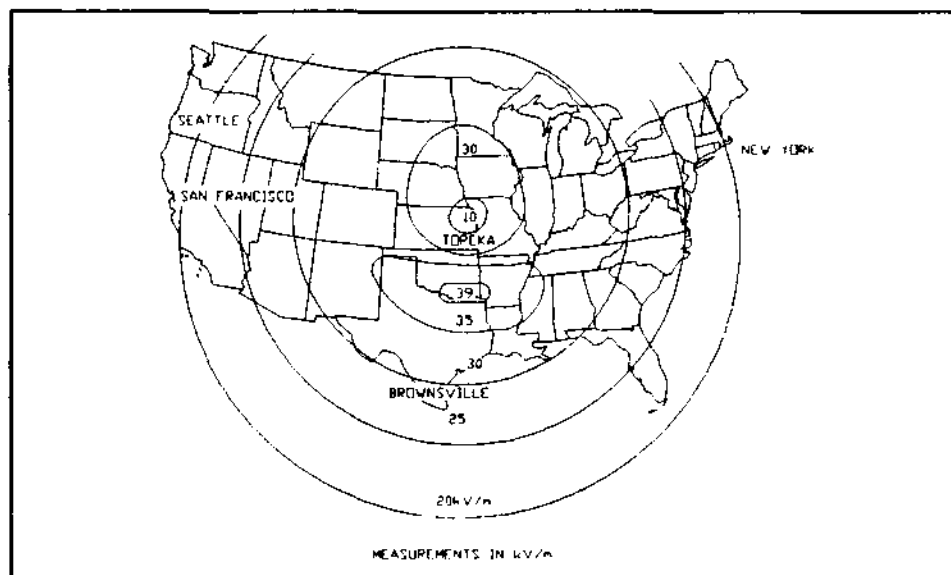 SEATTLE
30
NEW YORK
SAN FRANCISCO
10
TOPEKA
39
35
30
BROWNSVILLE
25
20kV/m
MEASUREMENTS IN kV/m